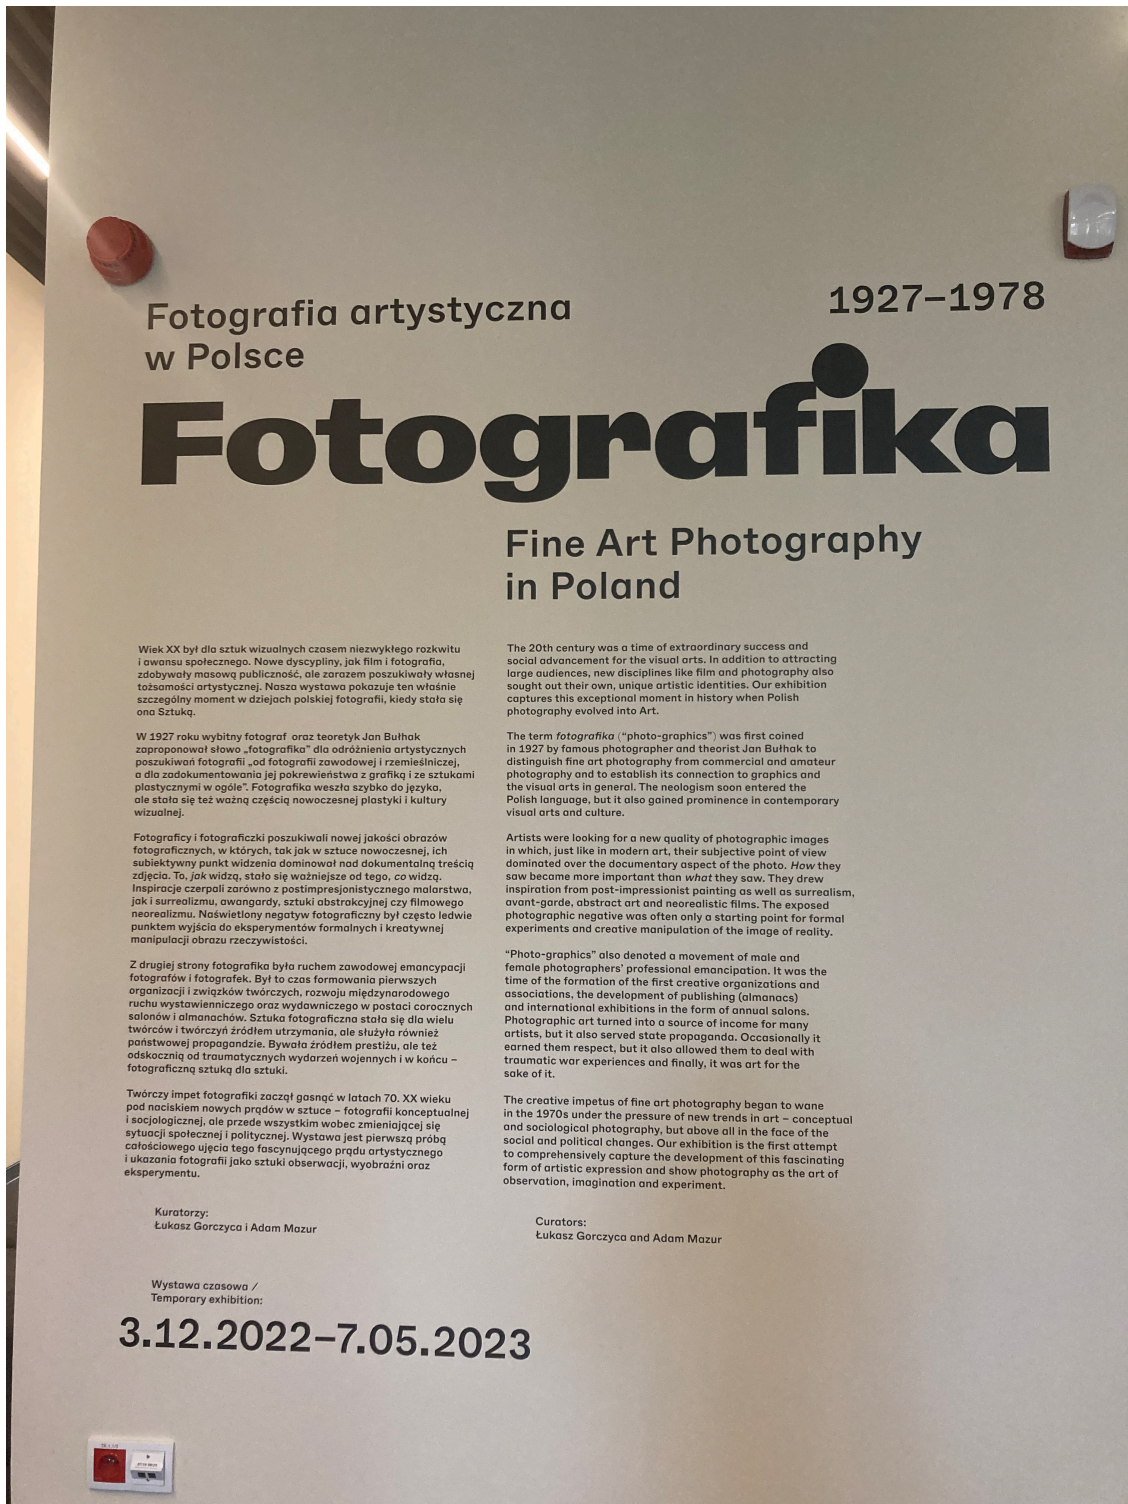 Fotografia artystyczna
w Polsce
1927–1978
Fotografika
Fine Art Photography
in Poland
Wiek XX był dla sztuk wizualnych czasem niezwykłego rozkwitu
i awansu społecznego. Nowe dyscypliny, jak film i fotografia,
zdobywały masową publiczność, ale zarazem poszukiwały własnej
tożsamości artystycznej. Nasza wystawa pokazuje ten właśnie
szczególny moment w dziejach polskiej fotografii, kiedy stała się
ona Sztuką.
W 1927 roku wybitny fotograf oraz teoretyk Jan Bułhak
zaproponował słowo „fotografika” dla odróżnienia artystycznych
poszukiwań fotografii „od fotografii zawodowej i rzemieślniczej,
a dla zadokumentowania jej pokrewieństwa z grafiką i ze sztukami
plastycznymi w ogóle”. Fotografika weszła szybko do języka,
ale stała się też ważną częścią nowoczesnej plastyki i kultury
wizualnej.
Fotograficy i fotograficzki poszukiwali nowej jakości obrazów
fotograficznych, w których, tak jak w sztuce nowoczesnej, ich
subiektywny punkt widzenia dominował nad dokumentalną treścią
zdjęcia. To, jak widzą, stało się ważniejsze od tego, co widzą.
Inspiracje czerpali zarówno z postimpresjonistycznego malarstwa,
jak i surrealizmu, awangardy, sztuki abstrakcyjnej czy filmowego
neorealizmu. Naświetlony negatyw fotograficzny był często ledwie
punktem wyjścia do eksperymentów formalnych i kreatywnej
manipulacji obrazu rzeczywistości.
Z drugiej strony fotografika była ruchem zawodowej emancypacji
fotografów i fotografek. Był to czas formowania pierwszych
organizacji i związków twórczych, rozwoju międzynarodowego
ruchu wystawienniczego oraz wydawniczego w postaci corocznych
salonów i almanachów. Sztuka fotograficzna stała się dla wielu
twórców i twórczyń źródłem utrzymania, ale służyła również
państwowej propagandzie. Bywała źródłem prestiżu, ale też
odskocznią od traumatycznych wydarzeń wojennych i w końcu –
fotograficzną sztuką dla sztuki.
Twórczy impet fotografiki zaczął gasnąć w latach 70. XX wieku
pod naciskiem nowych prądów w sztuce – fotografii konceptualnej
i socjologicznej, ale przede wszystkim wobec zmieniającej się
sytuacji społecznej i politycznej. Wystawa jest pierwszą próbą
całościowego ujęcia tego fascynującego prądu artystycznego
i ukazania fotografii jako sztuki obserwacji, wyobraźni oraz
eksperymentu.
Kuratorzy:
Łukasz Gorczyca i Adam Mazur
The 20th century was a time of extraordinary success and
social advancement for the visual arts. In addition to attracting
large audiences, new disciplines like film and photography also
sought out their own, unique artistic identities. Our exhibition
captures this exceptional moment in history when Polish
photography evolved into Art.
The term fotografika (“photo-graphics”) was first coined
in 1927 by famous photographer and theorist Jan Bułhak to
distinguish fine art photography from commercial and amateur
photography and to establish its connection to graphics and
the visual arts in general. The neologism soon entered the
Polish language, but it also gained prominence in contemporary
visual arts and culture.
Artists were looking for a new quality of photographic images
in which, just like in modern art, their subjective point of view
dominated over the documentary aspect of the photo. How they
saw became more important than what they saw. They drew
inspiration from post-impressionist painting as well as surrealism,
avant-garde, abstract art and neorealistic films. The exposed
photographic negative was often only a starting point for formal
experiments and creative manipulation of the image of reality.
“Photo-graphics” also denoted a movement of male and
female photographers’ professional emancipation. It was the
time of the formation of the first creative organizations and
associations, the development of publishing (almanacs)
and international exhibitions in the form of annual salons.
Photographic art turned into a source of income for many
artists, but it also served state propaganda. Occasionally it
earned them respect, but it also allowed them to deal with
traumatic war experiences and finally, it was art for the
sake of it.
The creative impetus of fine art photography began to wane
in the 1970s under the pressure of new trends in art – conceptual
and sociological photography, but above all in the face of the
social and political changes. Our exhibition is the first attempt
to comprehensively capture the development of this fascinating
form of artistic expression and show photography as the art of
observation, imagination and experiment.
Curators:
Łukasz Gorczyca and Adam Mazur
Wystawa czasowa /
Temporary exhibition:
3.12.2022–7.05.2023